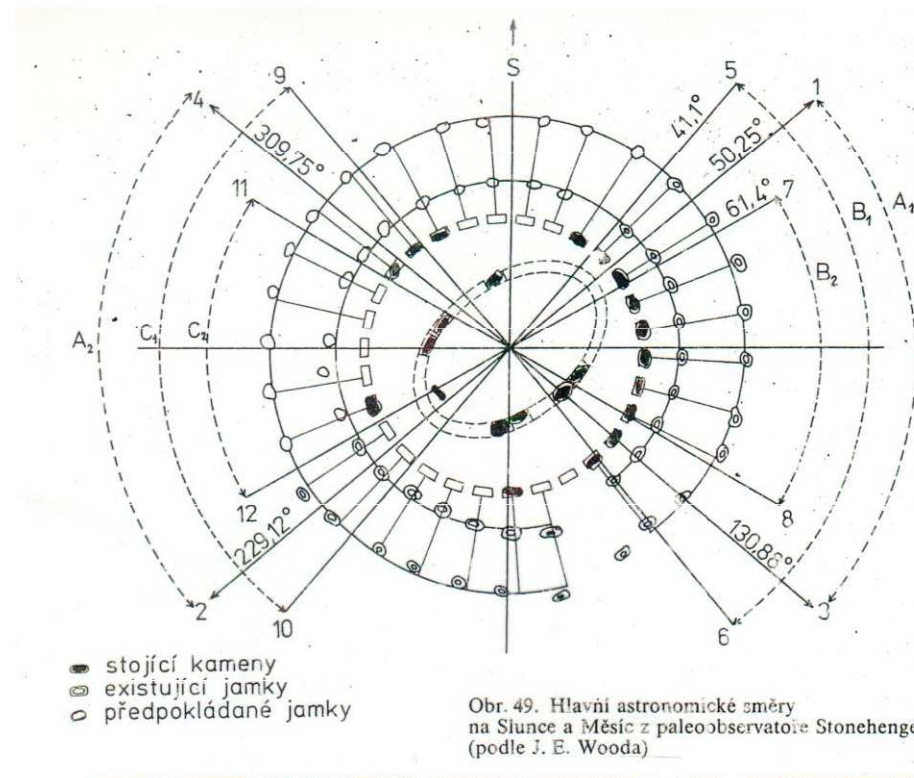 S
9
5
4
1
309,75°
41,1°
50,25°
11
61,4°
7
A₁
B₁
B₂
A₂
C₁
C₂
12
229,12°
130,88°
8
2
10
6
3
stojící kameny
existující jamky
předpokládané jamky
Obr. 49. Hlavní astronomické směry
na Slunce a Měsíc z paleoobservatoře Stonehenge
(podle J. E. Wooda)